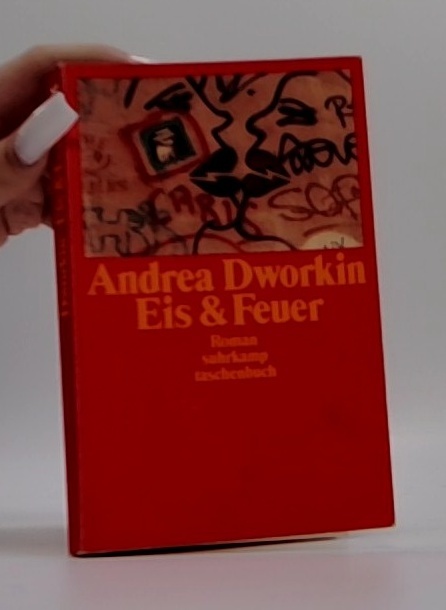 Andrea Dworkin
Eis & Feuer
Roman
suhrkamp
taschenbuch